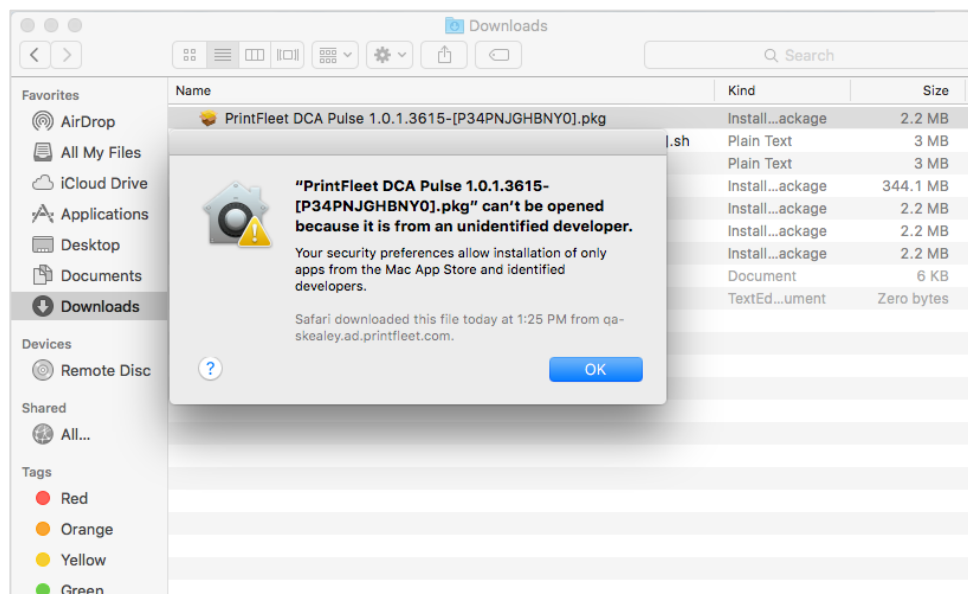 Downloads
Search
Favorites
AirDrop
All My Files
iCloud Drive
Applications
Desktop
Documents
Downloads
Devices
Remote Disc
Shared
All...
Tags
Red
Orange
Yellow
Green
Name Kind Size
PrintFleet DCA Pulse 1.0.1.3615-[P34PNJGHBNY0].pkg Install...ackage 2.2 MB
].sh Plain Text 3 MB
Plain Text 3 MB
Install...ackage 344.1 MB
Install...ackage 2.2 MB
Install...ackage 2.2 MB
Install...ackage 2.2 MB
Document 6 KB
TextEd...ument Zero bytes
“PrintFleet DCA Pulse 1.0.1.3615-
[P34PNJGHBNY0].pkg” can’t be opened
because it is from an unidentified developer.
Your security preferences allow installation of only
apps from the Mac App Store and identified
developers.
Safari downloaded this file today at 1:25 PM from qa-
skealey.ad.printfleet.com.
?
OK